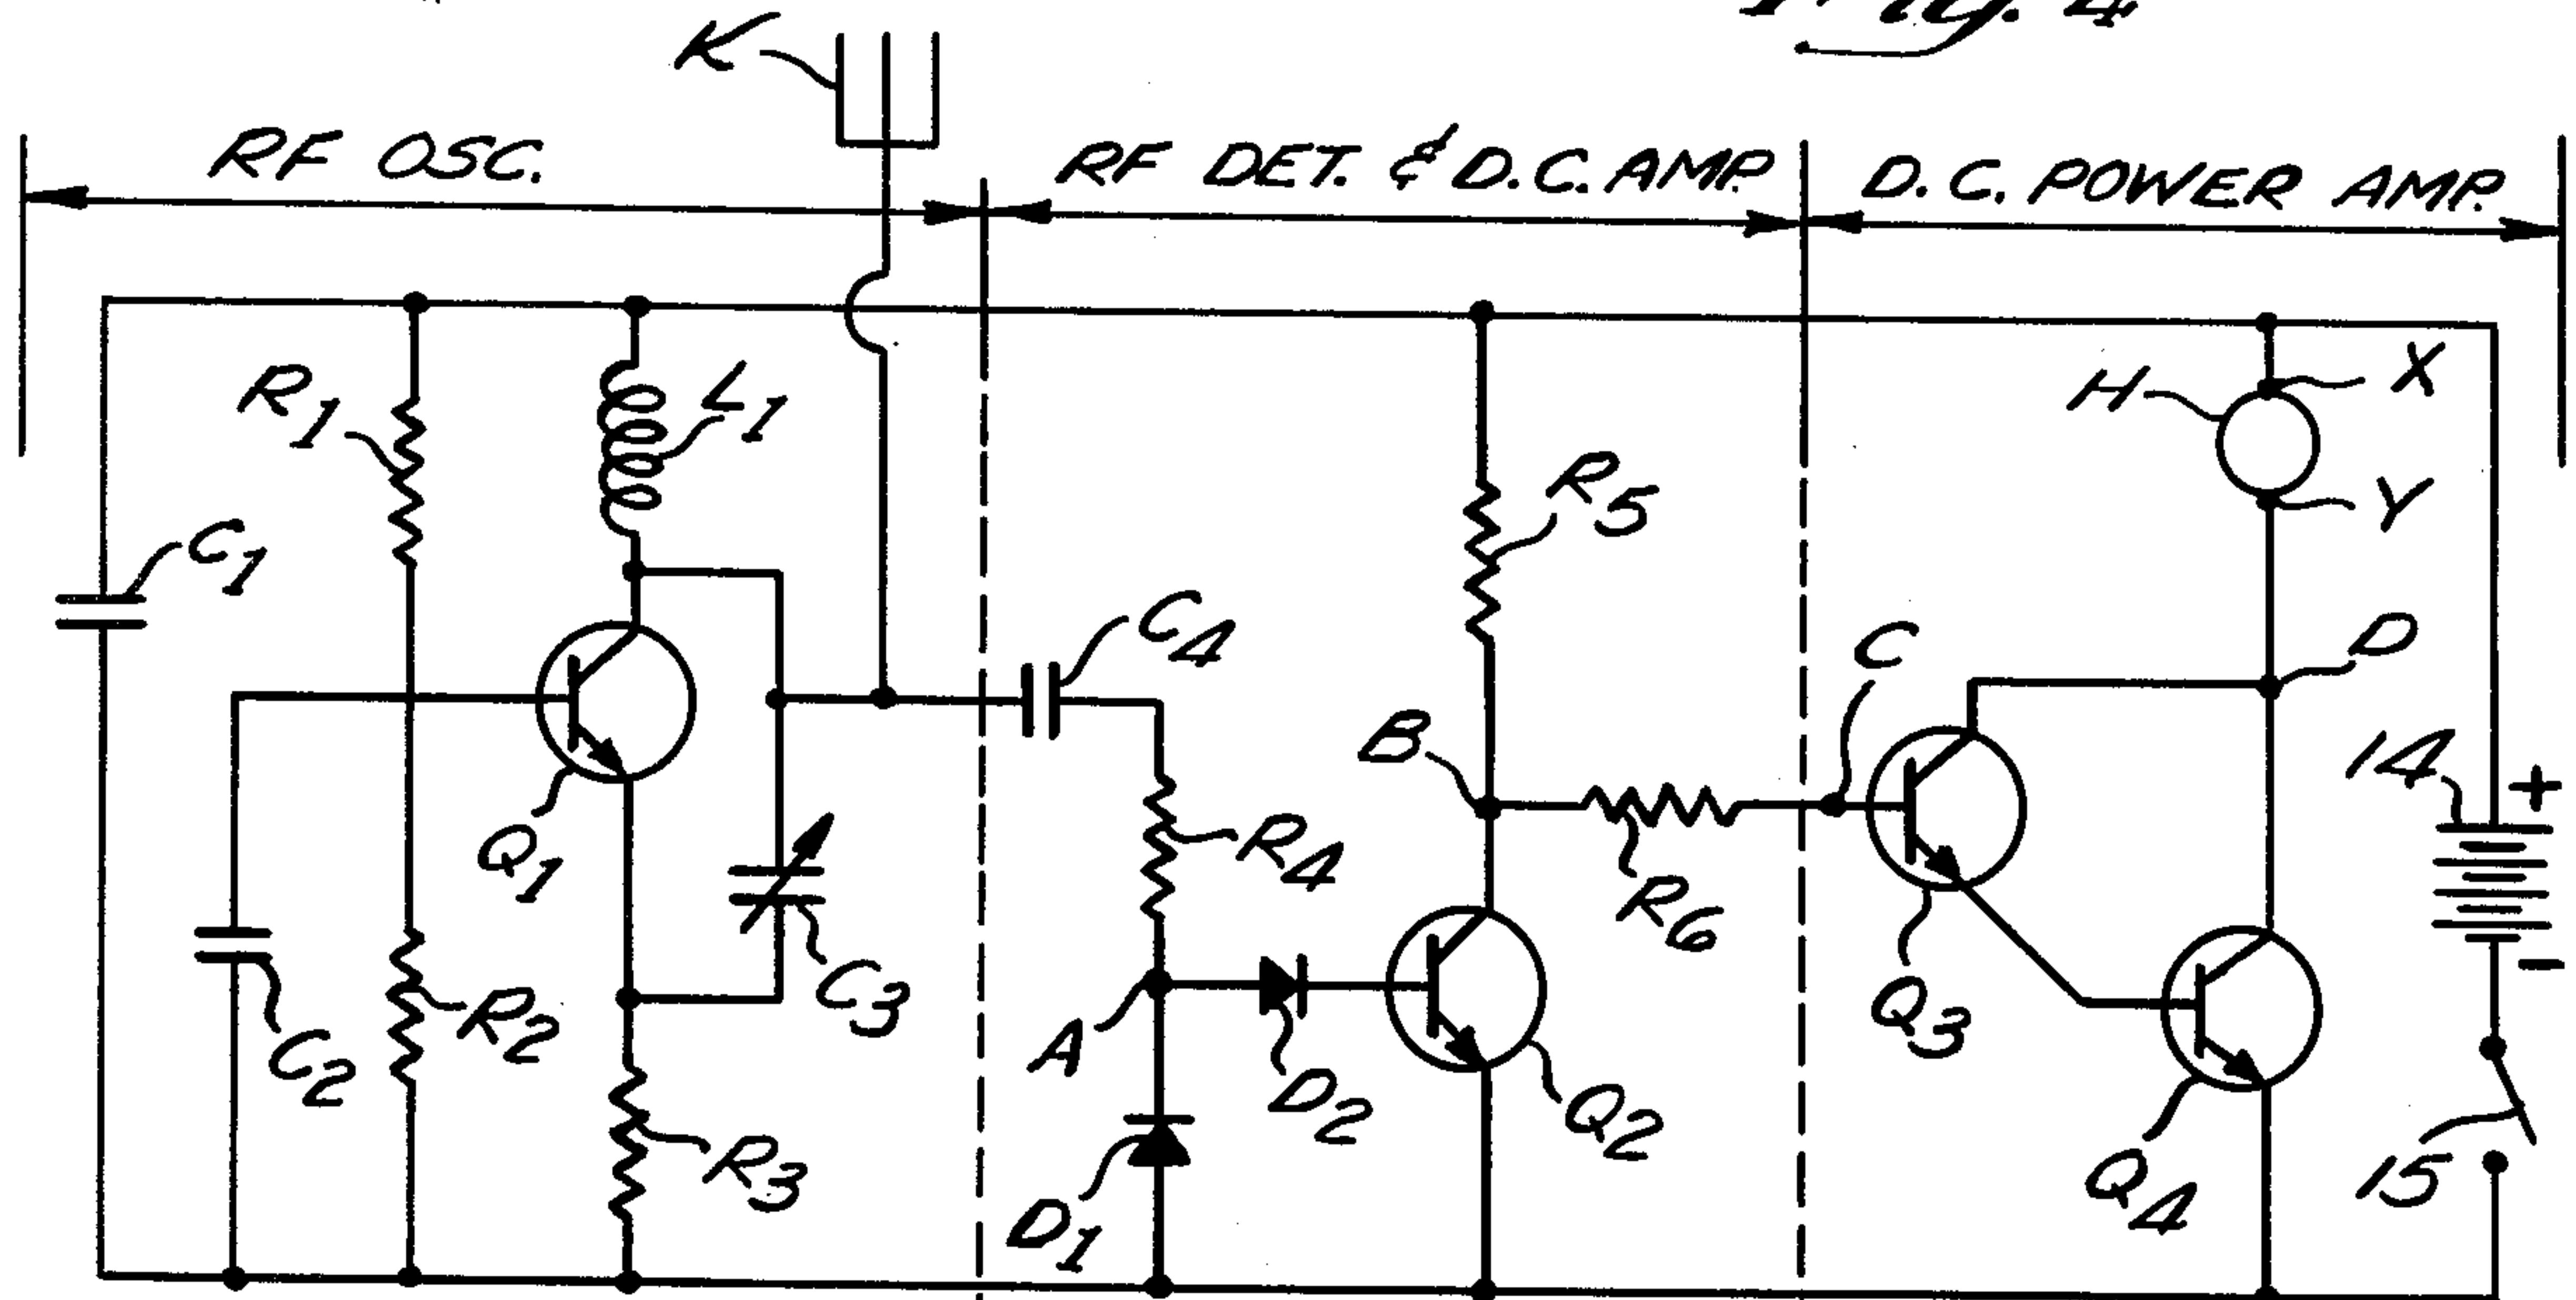 Fig. 4
K
RF OSC.
RF DET. & D.C. AMP.
D.C. POWER AMP.
R1
L1
H
X
Y
R5
C1
C4
C
D
B
14
+
Q1
R4
R6
C3
-
R2
A
Q3
C2
D2
Q2
R3
D1
Q4
15